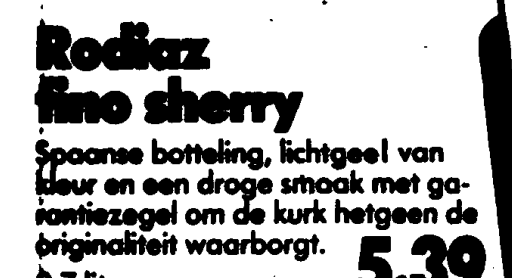 Rodiaz
fino sherry
Spaanse botteling, lichtgeel van
kleur en een droge smaak met ga-
rantiezegel om de kurk hetgeen de
originaliteit waarborgt.
5.39